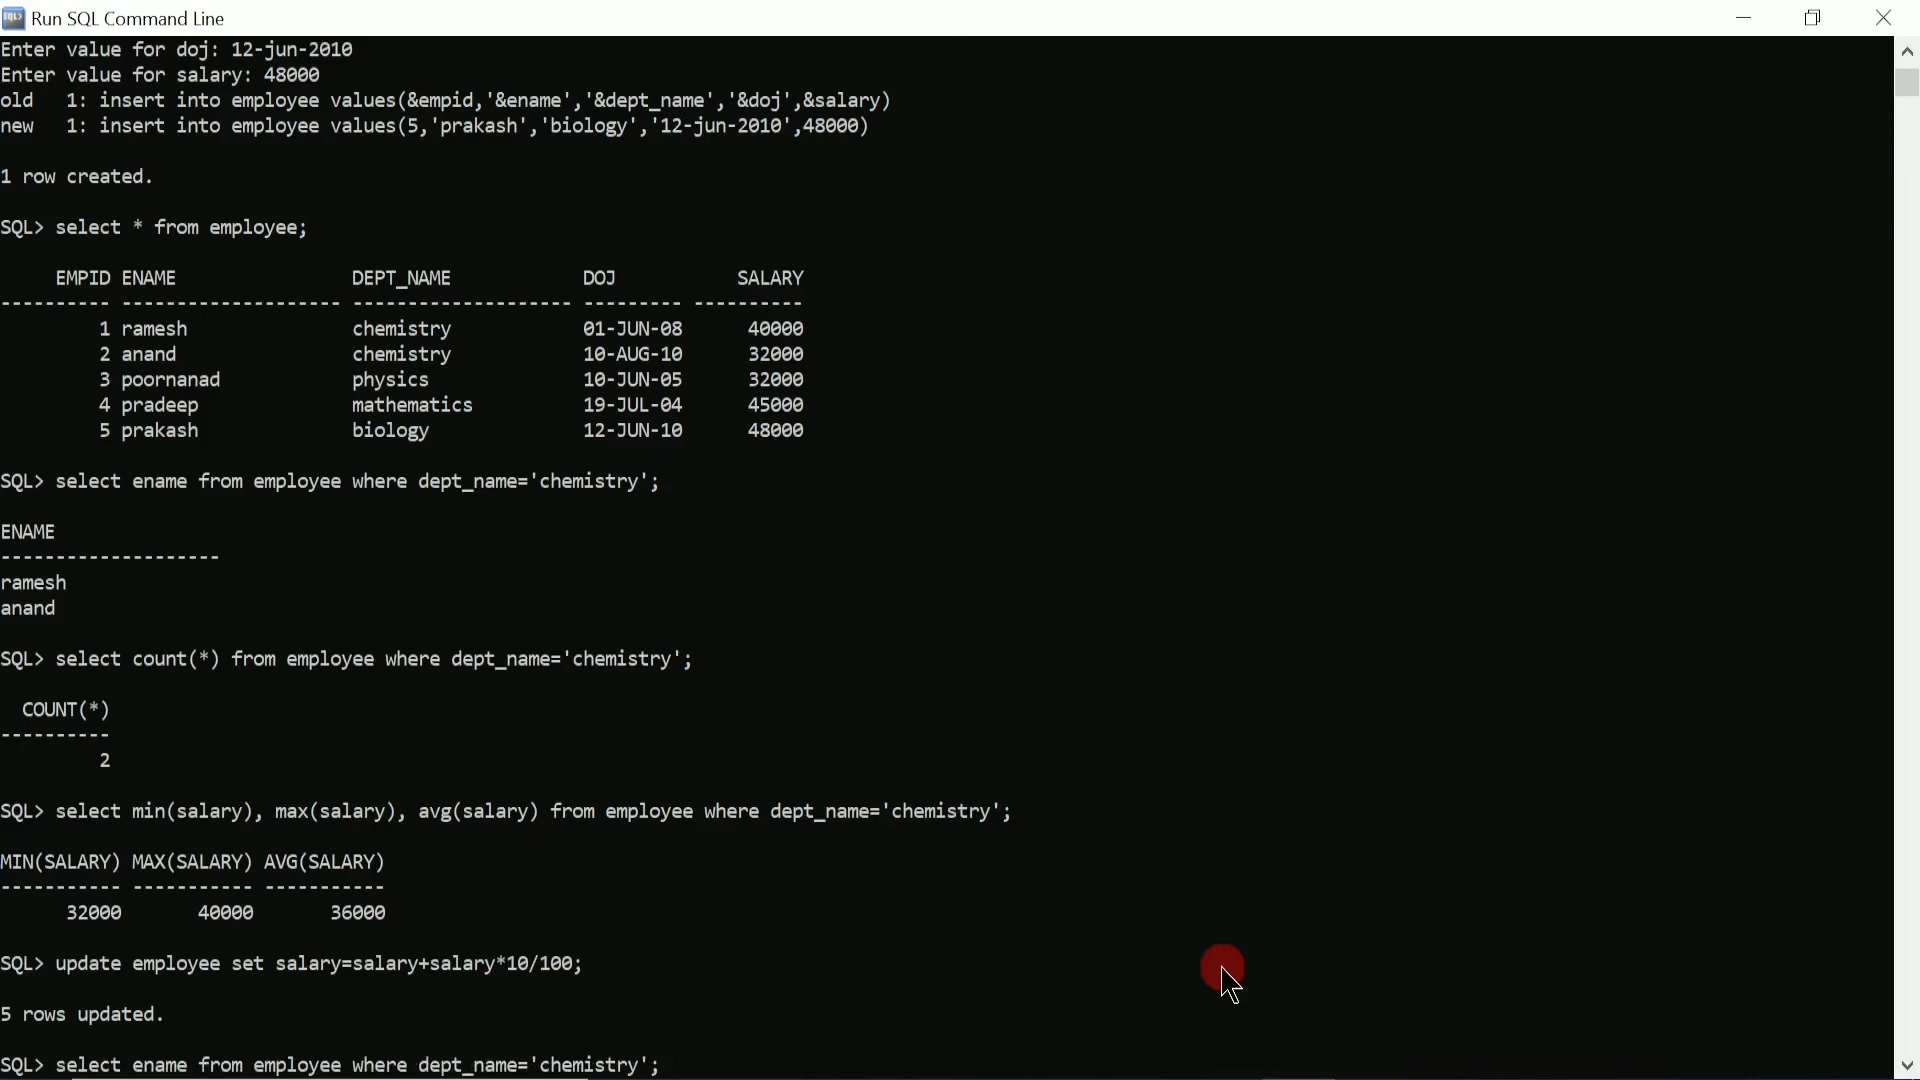 Run SQL Command Line
Enter value for doj: 12-jun-2010
Enter value for salary: 48000
old   1: insert into employee values(&empid,'&ename','&dept_name','&doj',&salary)
new   1: insert into employee values(5,'prakash','biology','12-jun-2010',48000)
1 row created.
SQL> select * from employee;
     EMPID ENAME                DEPT_NAME            DOJ           SALARY
---------- -------------------- -------------------- --------- ----------
         1 ramesh               chemistry            01-JUN-08      40000
         2 anand                chemistry            10-AUG-10      32000
         3 poornanad            physics              10-JUN-05      32000
         4 pradeep              mathematics          19-JUL-04      45000
         5 prakash              biology              12-JUN-10      48000
SQL> select ename from employee where dept_name='chemistry';
ENAME
--------------------
ramesh
anand
SQL> select count(*) from employee where dept_name='chemistry';
  COUNT(*)
----------
         2
SQL> select min(salary), max(salary), avg(salary) from employee where dept_name='chemistry';
MIN(SALARY) MAX(SALARY) AVG(SALARY)
----------- ----------- -----------
      32000       40000       36000
SQL> update employee set salary=salary+salary*10/100;
5 rows updated.
SQL> select ename from employee where dept_name='chemistry';